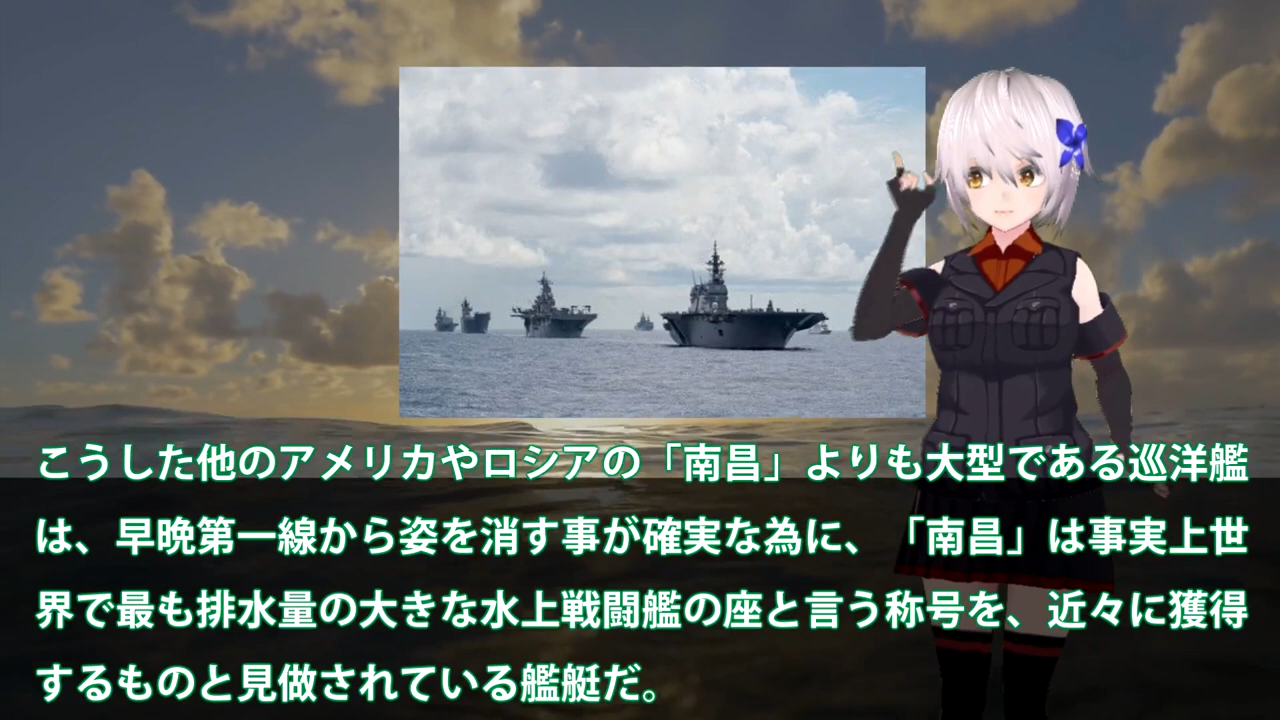 こうした他のアメリカやロシアの「南昌」よりも大型である巡洋艦
は、早晩第一線から姿を消す事が確実な為に、「南昌」は事実上世
界で最も排水量の大きな水上戦闘艦の座と言う称号を、近々に獲得
するものと見做されている艦艇だ。